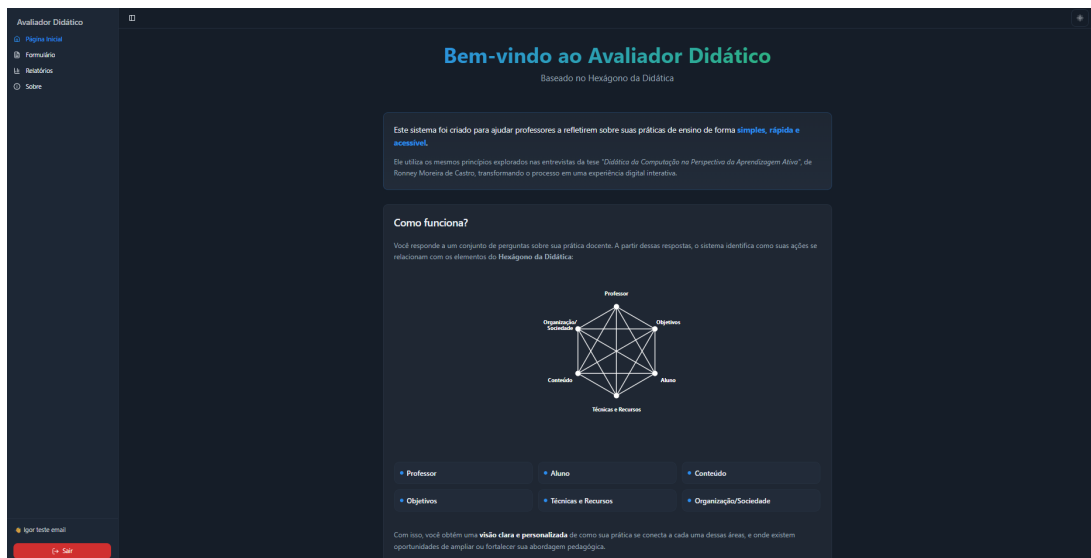 Avaliador Didático
Página Inicial
Formulário
Relatórios
Sobre
Bem-vindo ao Avaliador Didático
Baseado no Hexágono da Didática
Este sistema foi criado para ajudar professores a refletirem sobre suas práticas de ensino de forma simples, rápida e
acessível.
Ele utiliza os mesmos princípios explorados nas entrevistas da tese "Didática da Computação na Perspectiva da Aprendizagem Ativa", de
Ronney Moreira de Castro, transformando o processo em uma experiência digital interativa.
Como funciona?
Você responde a um conjunto de perguntas sobre sua prática docente. A partir dessas respostas, o sistema identifica como suas ações se
relacionam com os elementos do Hexágono da Didática:
Professor
Organização/
Sociedade
Objetivos
Conteúdo
Aluno
Técnicas e Recursos
Professor
Aluno
Conteúdo
Objetivos
Técnicas e Recursos
Organização/Sociedade
Com isso, você obtém uma visão clara e personalizada de como sua prática se conecta a cada uma dessas áreas, e onde existem
oportunidades de ampliar ou fortalecer sua abordagem pedagógica.
Igor teste email
Sair